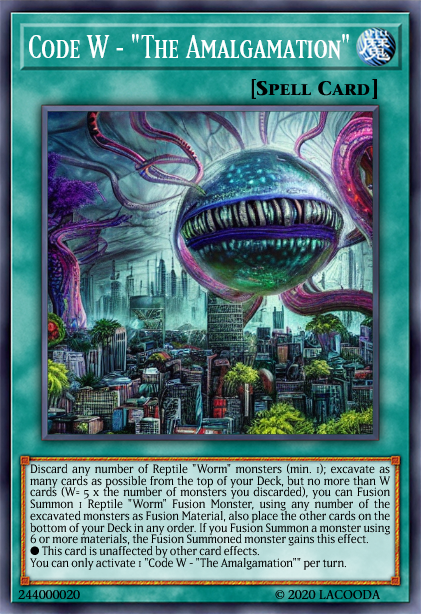 Code W - "The Amalgamation"
魔
[Spell Card]
Discard any number of Reptile "Worm" monsters (min. 1); excavate as
many cards as possible from the top of your Deck, but no more than W
cards (W= 5 x the number of monsters you discarded), you can Fusion
Summon 1 Reptile "Worm" Fusion Monster, using any number of the
excavated monsters as Fusion Material, also place the other cards on the
bottom of your Deck in any order. If you Fusion Summon a monster using
6 or more materials, the Fusion Summoned monster gains this effect.
● This card is unaffected by other card effects.
You can only activate 1 "Code W - "The Amalgamation"" per turn.
244000020
© 2020 LACOODA